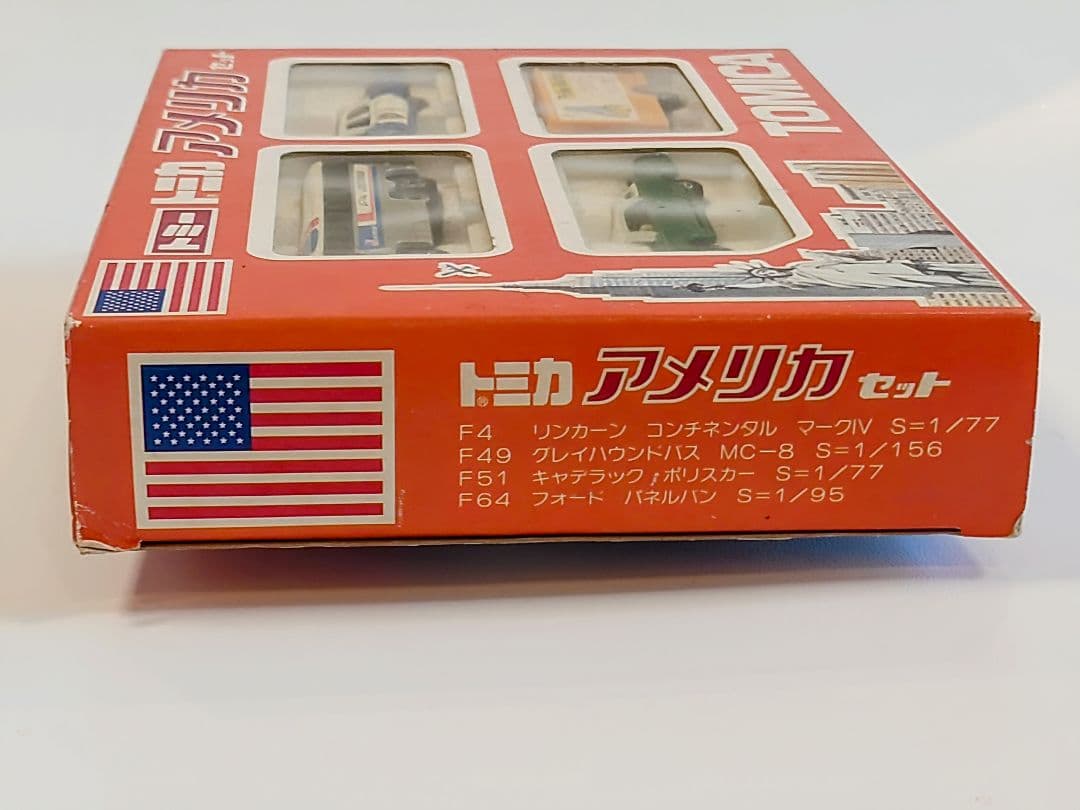 トミー トミカ アメリカ セット
TOMICA
トミカ アメリカ セット
F4 リンカーン コンチネンタル マークIV S=1/77
F49 グレイハウンドバス MC-8 S=1/156
F51 キャデラック ポリスカー S=1/77
F64 フォード パネルバン S=1/95